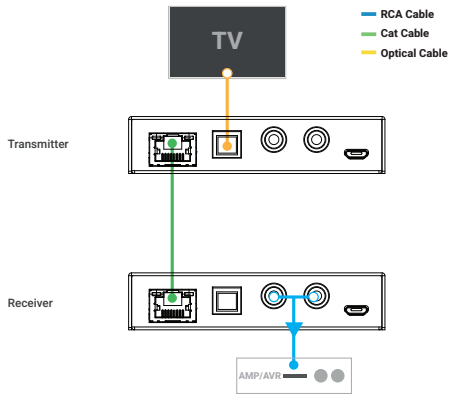 TV
RCA Cable
Cat Cable
Optical Cable
Transmitter
Receiver
AMP/AVR